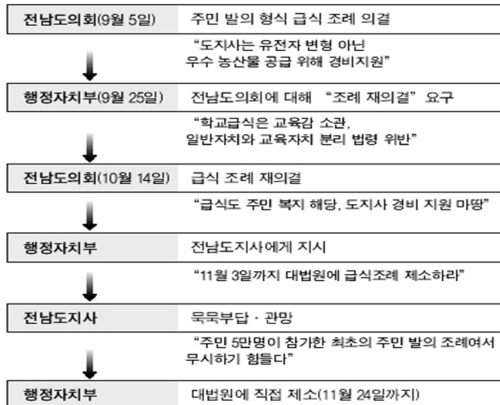 전남도의회(9월 5일) 주민 발의 형식 급식 조례 의결
“도지사는 유전자 변형 아닌
우수 농산물 공급 위해 경비지원”
행정자치부(9월 25일) 전남도의회에 대해 “조례 재의결” 요구
“학교급식은 교육감 소관,
일반자치와 교육자치 분리 법령 위반”
전남도의회(10월 14일) 급식 조례 재의결
“급식도 주민 복지 해당, 도지사 경비 지원 마땅”
행정자치부 전남도지사에게 지시
“11월 3일까지 대법원에 급식조례 제소하라”
전남도지사 묵묵부답·관망
“주민 5만명이 참가한 최초의 주민 발의 조례여서
무시하기 힘들다”
행정자치부 대법원에 직접 제소(11월 24일까지)